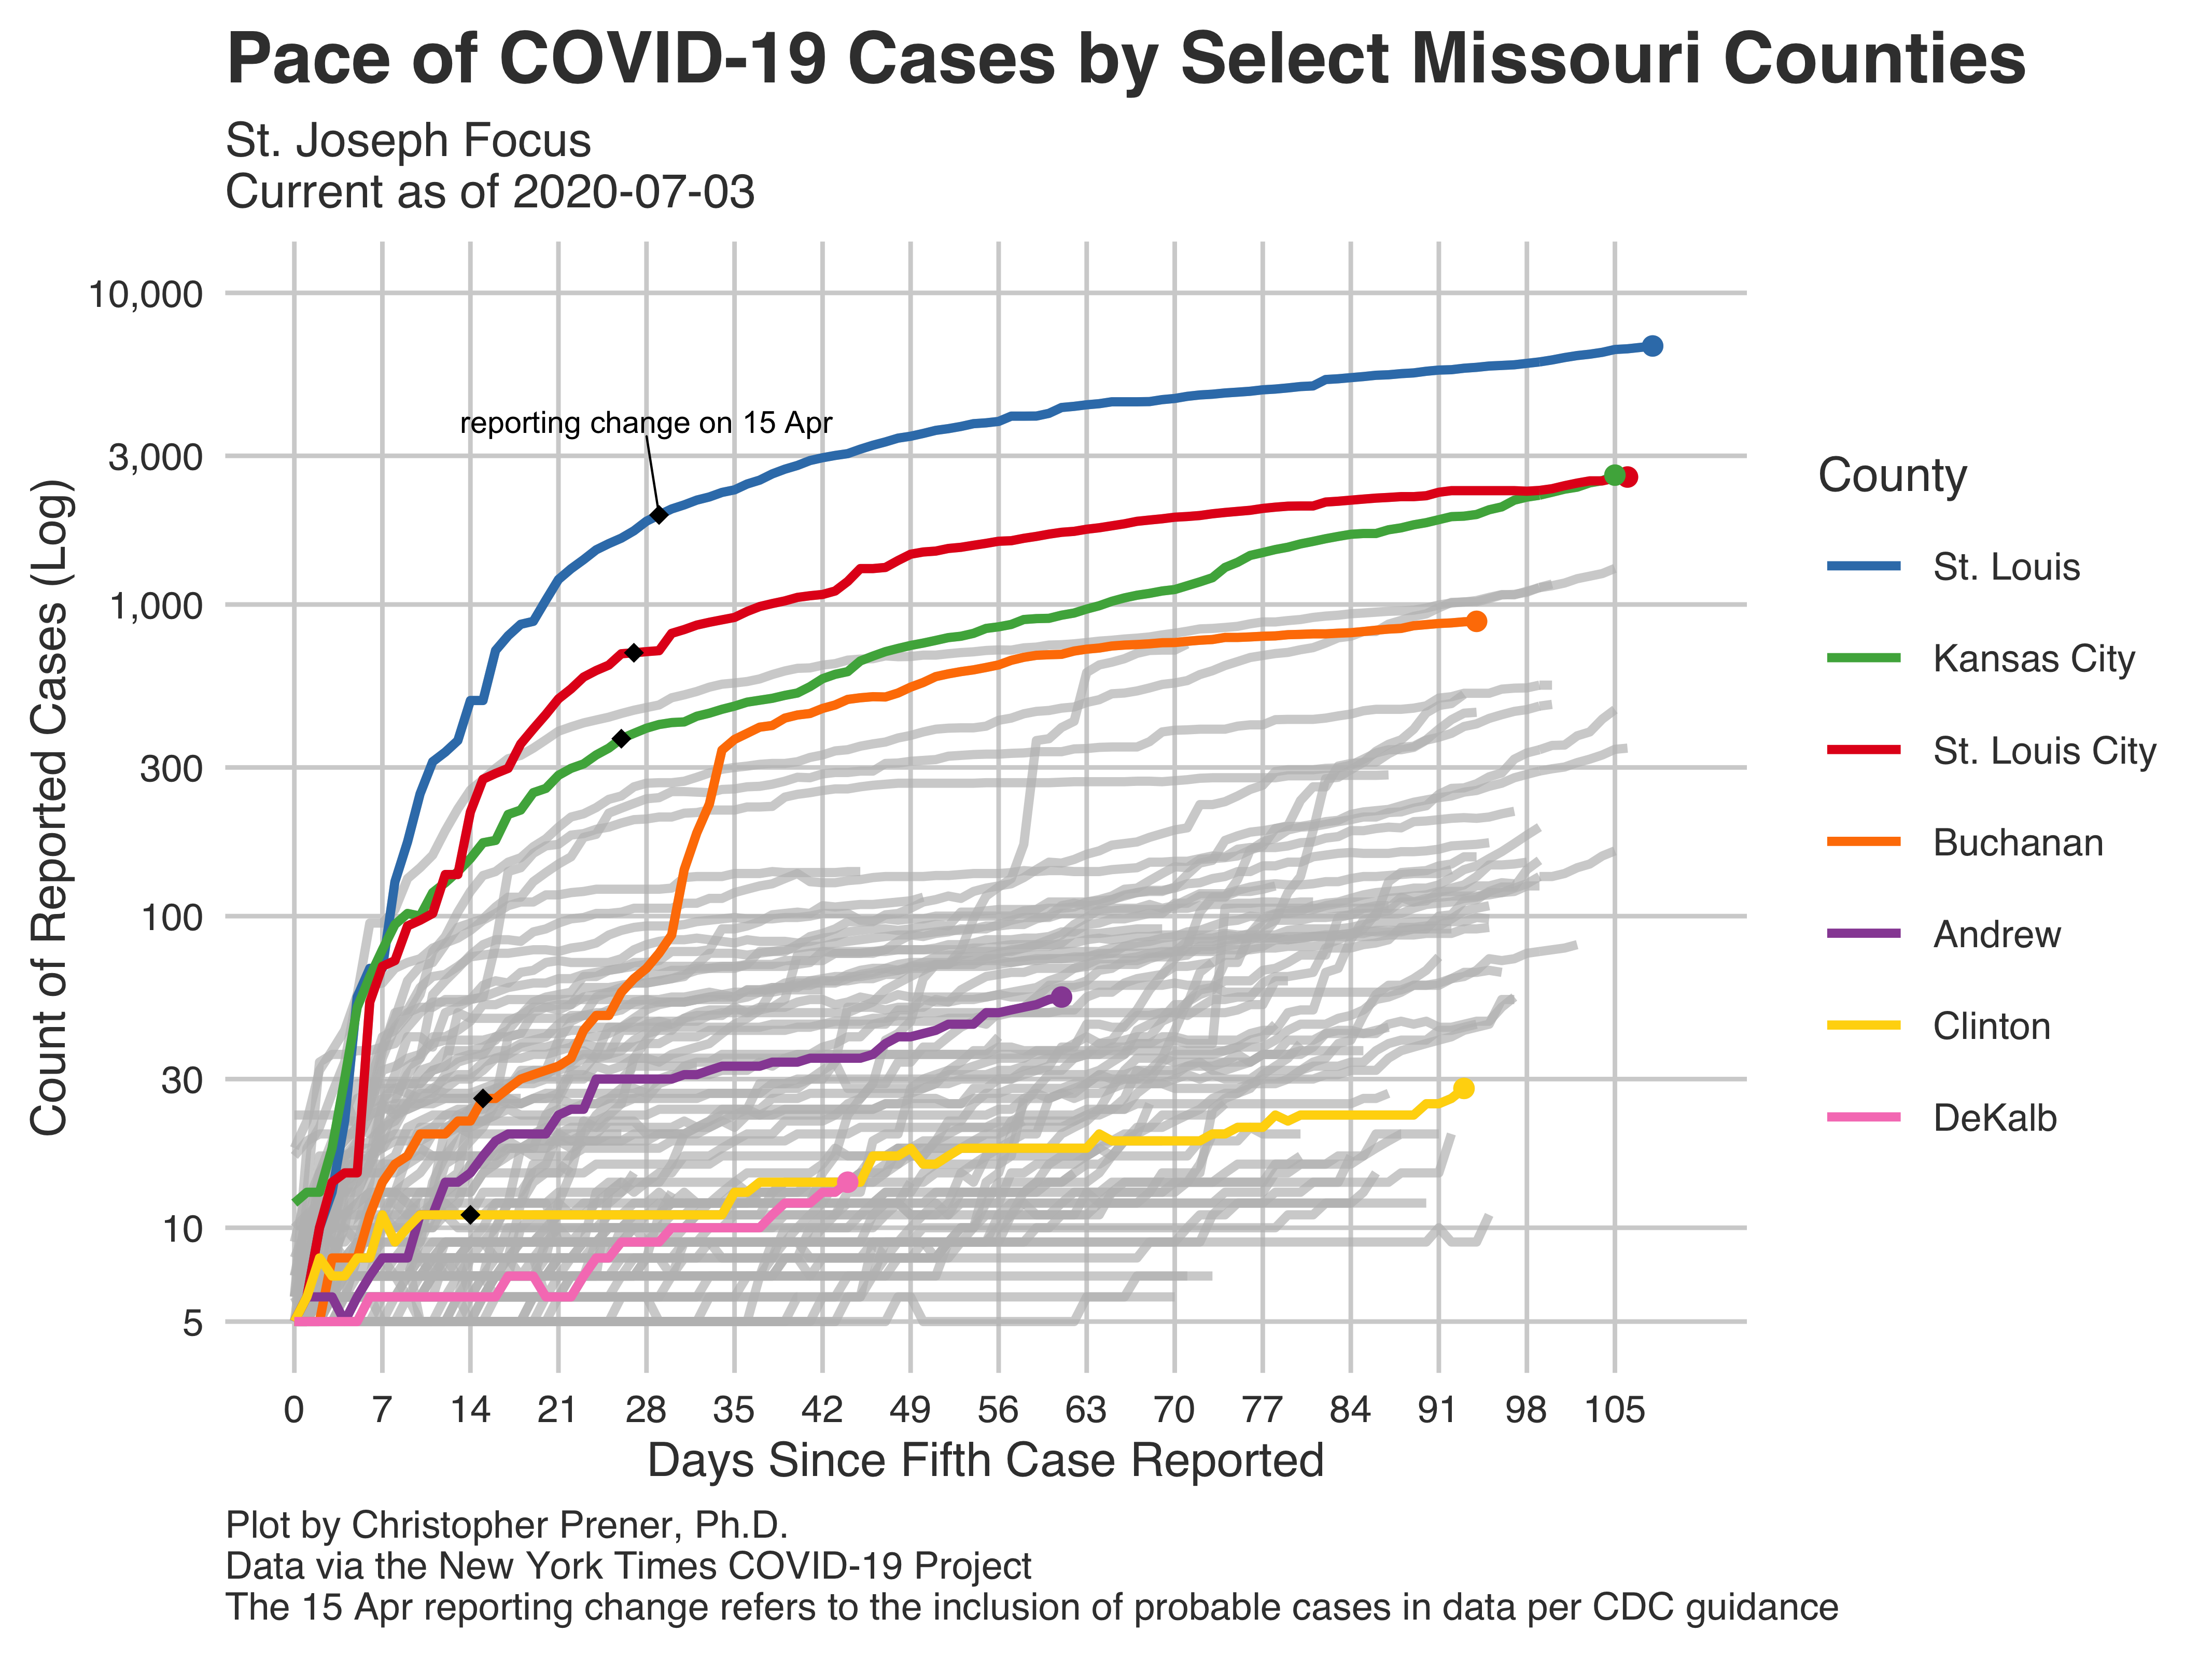 Pace of COVID-19 Cases by Select Missouri Counties
St. Joseph Focus
Current as of 2020-07-03
Count of Reported Cases (Log)
10,000
3,000
1,000
300
100
30
10
5
reporting change on 15 Apr
0 7 14 21 28 35 42 49 56 63 70 77 84 91 98 105
Days Since Fifth Case Reported
County
St. Louis
Kansas City
St. Louis City
Buchanan
Andrew
Clinton
DeKalb
Plot by Christopher Prener, Ph.D.
Data via the New York Times COVID-19 Project
The 15 Apr reporting change refers to the inclusion of probable cases in data per CDC guidance